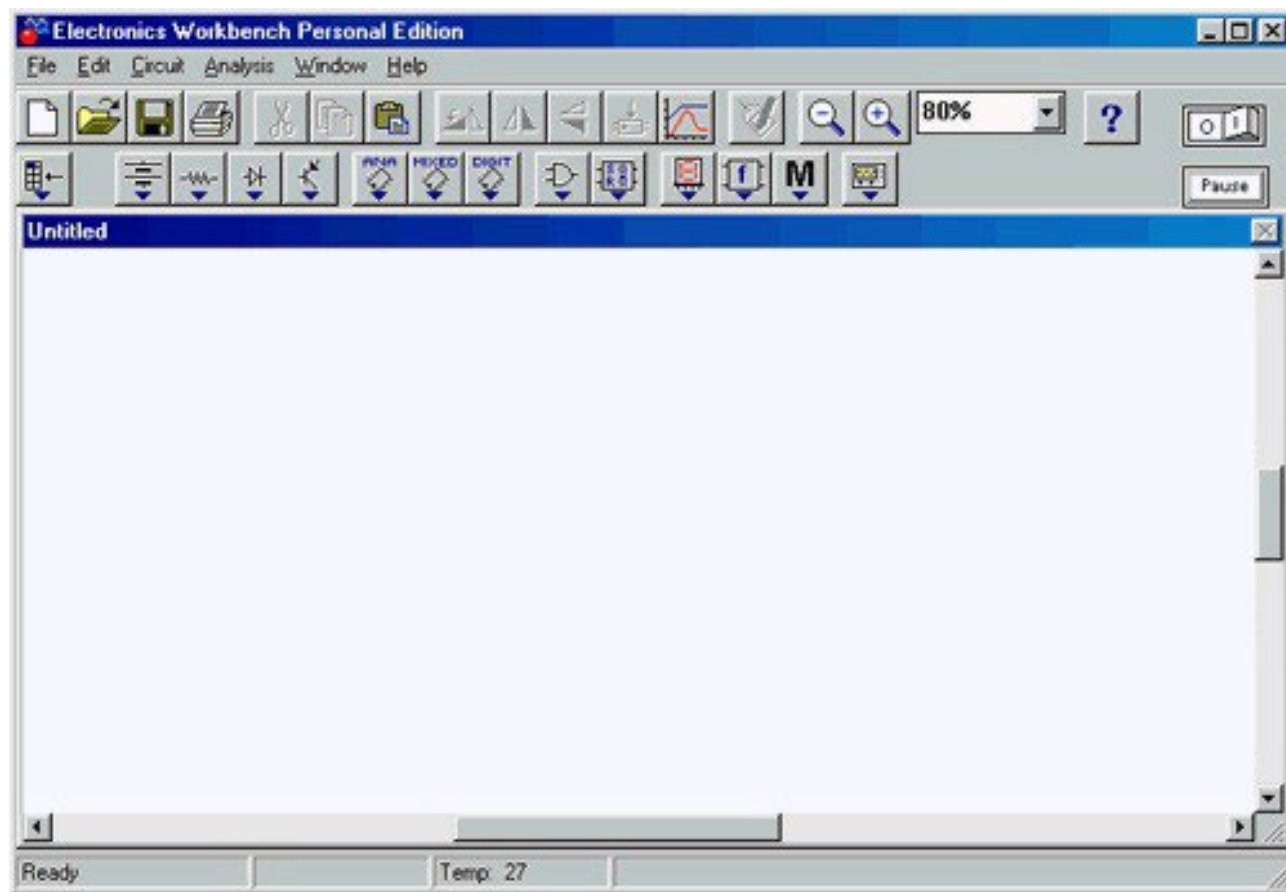 Electronics Workbench Personal Edition
File Edit Circuit Analysis Window Help
80% ?
O I
ANA MIXED DIGIT f M
Pause
Untitled
Ready Temp: 27